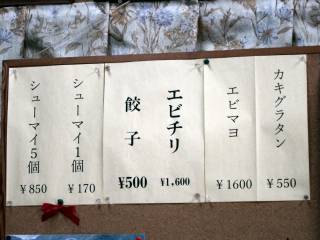 カキグラタン
¥550
エビマヨ
¥1600
エビチリ
¥1,600
餃子
¥500
シューマイ1個
¥170
シューマイ5個
¥850